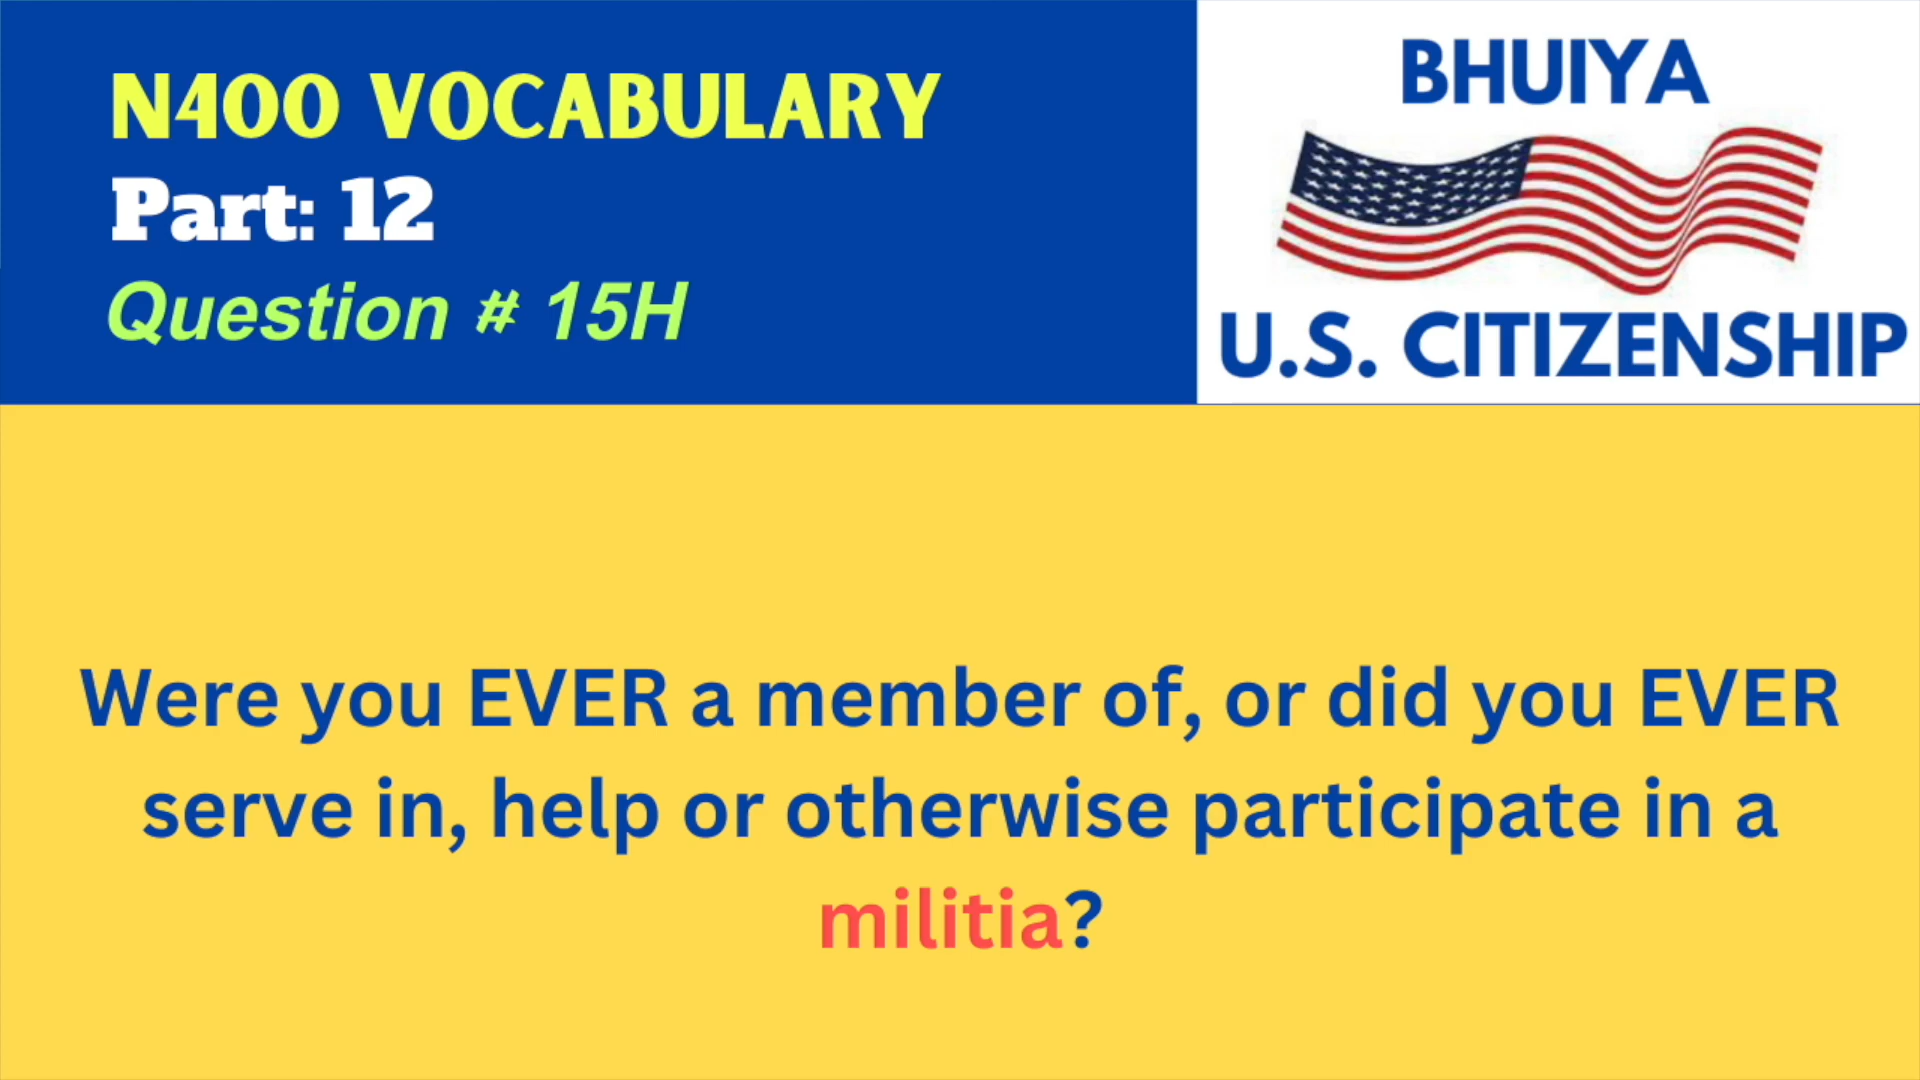 N400 VOCABULARY
Part: 12
Question # 15H
BHUIYA
U.S. CITIZENSHIP
Were you EVER a member of, or did you EVER
serve in, help or otherwise participate in a
militia?